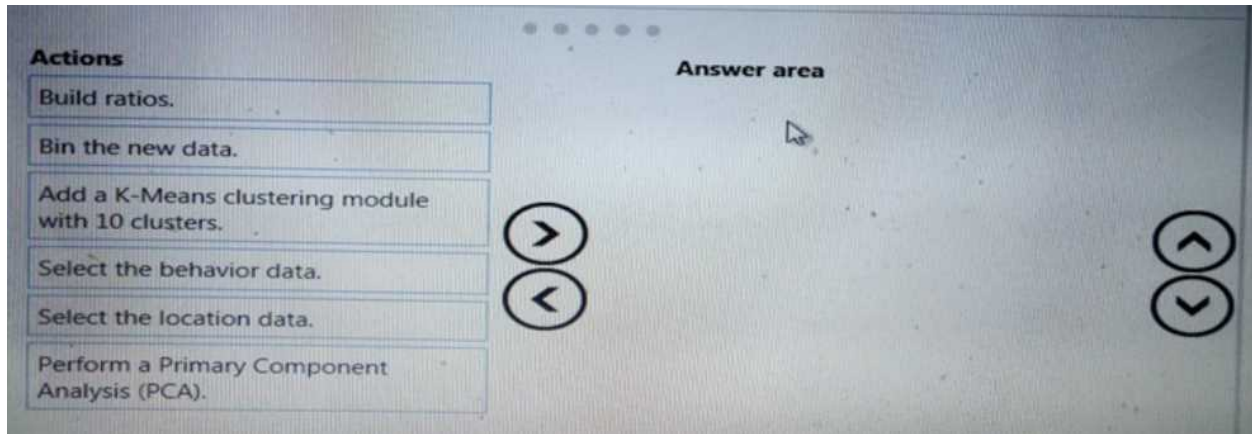 Actions
Answer area
Build ratios.
Bin the new data.
Add a K-Means clustering module
with 10 clusters.
Select the behavior data.
Select the location data.
Perform a Primary Component
Analysis (PCA).